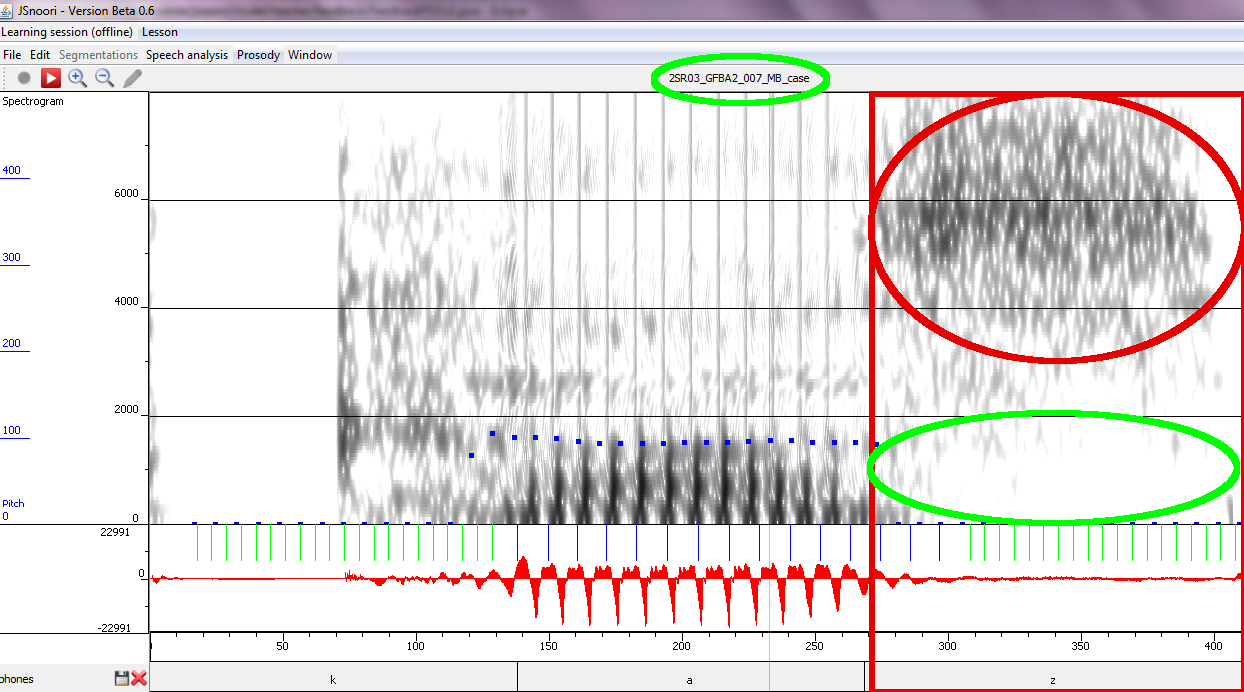 JSnoori - Version Beta 0.6
Learning session (offline) Lesson
File Edit Segmentations Speech analysis Prosody Window
2SR03_GFBA2_007_MB_case
Spectrogram
400
6000
300
4000
200
2000
100
Pitch
0
0
22991
0
-22991
50 100 150 200 250 300 350 400
phones
k a z